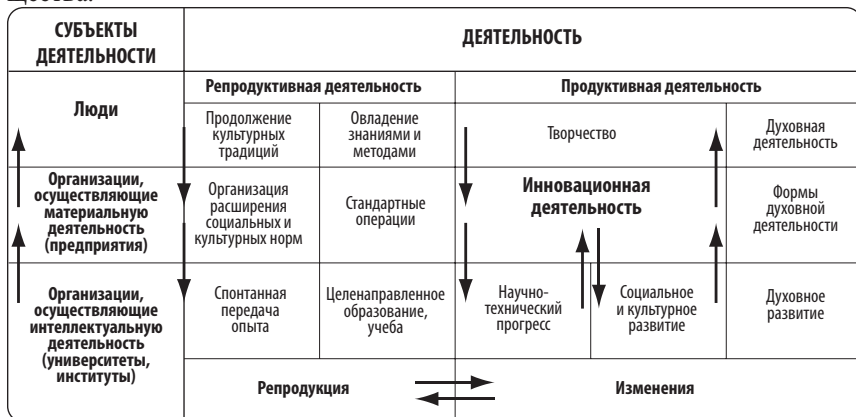 СУБЪЕКТЫ
ДЕЯТЕЛЬНОСТИ
ДЕЯТЕЛЬНОСТЬ
Люди
Репродуктивная деятельность
Продуктивная деятельность
Продолжение
культурных
традиций
Овладение
знаниями и
методами
Творчество
Духовная
деятельность
Организации,
осуществляющие
материальную
деятельность
(предприятия)
Организация
расширения
социальных и
культурных норм
Стандартные
операции
Инновационная
деятельность
Формы
духовной
деятельности
Организации,
осуществляющие
интеллектуальную
деятельность
(университеты,
институты)
Спонтанная
передача
опыта
Целенаправленное
образование,
учеба
Научно-
технический
прогресс
Социальное
и культурное
развитие
Духовное
развитие
Репродукция
Изменения